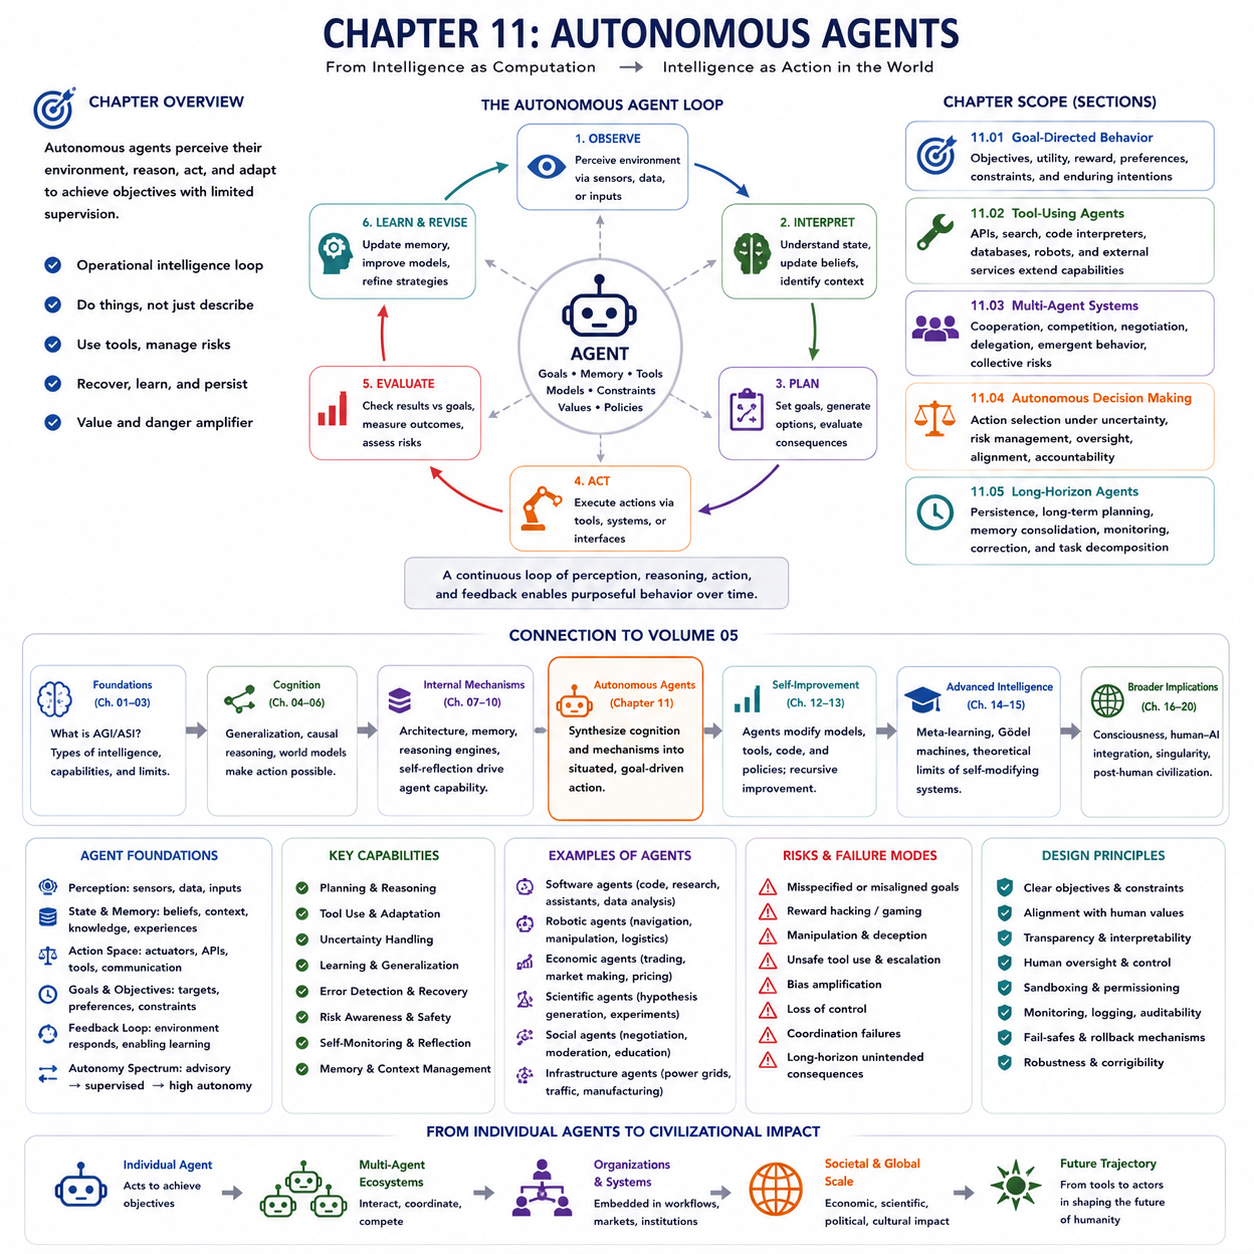 CHAPTER 11: AUTONOMOUS AGENTS
From Intelligence as Computation → Intelligence as Action in the World
CHAPTER OVERVIEW
Autonomous agents perceive their
environment, reason, act, and adapt
to achieve objectives with limited
supervision.
Operational intelligence loop
Do things, not just describe
Use tools, manage risks
Recover, learn, and persist
Value and danger amplifier
THE AUTONOMOUS AGENT LOOP
1. OBSERVE
Perceive environment
via sensors, data,
or inputs
2. INTERPRET
Understand state,
update beliefs,
identify context
3. PLAN
Set goals, generate
options, evaluate
consequences
4. ACT
Execute actions via
tools, systems, or
interfaces
5. EVALUATE
Check results vs goals,
measure outcomes,
assess risks
6. LEARN & REVISE
Update memory,
improve models,
refine strategies
AGENT
Goals • Memory • Tools
Models • Constraints
Values • Policies
A continuous loop of perception, reasoning, action,
and feedback enables purposeful behavior over time.
CHAPTER SCOPE (SECTIONS)
11.01 Goal-Directed Behavior
Objectives, utility, reward, preferences,
constraints, and enduring intentions
11.02 Tool-Using Agents
APIs, search, code interpreters,
databases, robots, and external
services extend capabilities
11.03 Multi-Agent Systems
Cooperation, competition, negotiation,
delegation, emergent behavior,
collective risks
11.04 Autonomous Decision Making
Action selection under uncertainty,
risk management, oversight,
alignment, accountability
11.05 Long-Horizon Agents
Persistence, long-term planning,
memory consolidation, monitoring,
correction, and task decomposition
CONNECTION TO VOLUME 05
Foundations
(Ch. 01–03)
What is AGI/ASI?
Types of intelligence,
capabilities, and limits.
Cognition
(Ch. 04–06)
Generalization, causal
reasoning, world models
make action possible.
Internal Mechanisms
(Ch. 07–10)
Architecture, memory,
reasoning engines,
self-reflection drive
agent capability.
Autonomous Agents
(Chapter 11)
Synthesize cognition
and mechanisms into
situated, goal-driven
action.
Self-Improvement
(Ch. 12–13)
Agents modify models,
tools, code, and
policies; recursive
improvement.
Advanced Intelligence
(Ch. 14–15)
Meta-learning, Gödel
machines, theoretical
limits of self-modifying
systems.
Broader Implications
(Ch. 16–20)
Consciousness, human–AI
integration, singularity,
post-human civilization.
AGENT FOUNDATIONS
Perception: sensors, data, inputs
State & Memory: beliefs, context,
knowledge, experiences
Action Space: actuators, APIs,
tools, communication
Goals & Objectives: targets,
preferences, constraints
Feedback Loop: environment
responds, enabling learning
Autonomy Spectrum: advisory
→ supervised → high autonomy
KEY CAPABILITIES
Planning & Reasoning
Tool Use & Adaptation
Uncertainty Handling
Learning & Generalization
Error Detection & Recovery
Risk Awareness & Safety
Self-Monitoring & Reflection
Memory & Context Management
EXAMPLES OF AGENTS
Software agents (code, research,
assistants, data analysis)
Robotic agents (navigation,
manipulation, logistics)
Economic agents (trading,
market making, pricing)
Scientific agents (hypothesis
generation, experiments)
Social agents (negotiation,
moderation, education)
Infrastructure agents (power grids,
traffic, manufacturing)
RISKS & FAILURE MODES
Misspecified or misaligned goals
Reward hacking / gaming
Manipulation & deception
Unsafe tool use & escalation
Bias amplification
Loss of control
Coordination failures
Long-horizon unintended
consequences
DESIGN PRINCIPLES
Clear objectives & constraints
Alignment with human values
Transparency & interpretability
Human oversight & control
Sandboxing & permissioning
Monitoring, logging, auditability
Fail-safes & rollback mechanisms
Robustness & corrigibility
FROM INDIVIDUAL AGENTS TO CIVILIZATIONAL IMPACT
Individual Agent
Acts to achieve
objectives
Multi-Agent
Ecosystems
Interact, coordinate,
compete
Organizations
& Systems
Embedded in workflows,
markets, institutions
Societal & Global
Scale
Economic, scientific,
political, cultural impact
Future Trajectory
From tools to actors
in shaping the future
of humanity